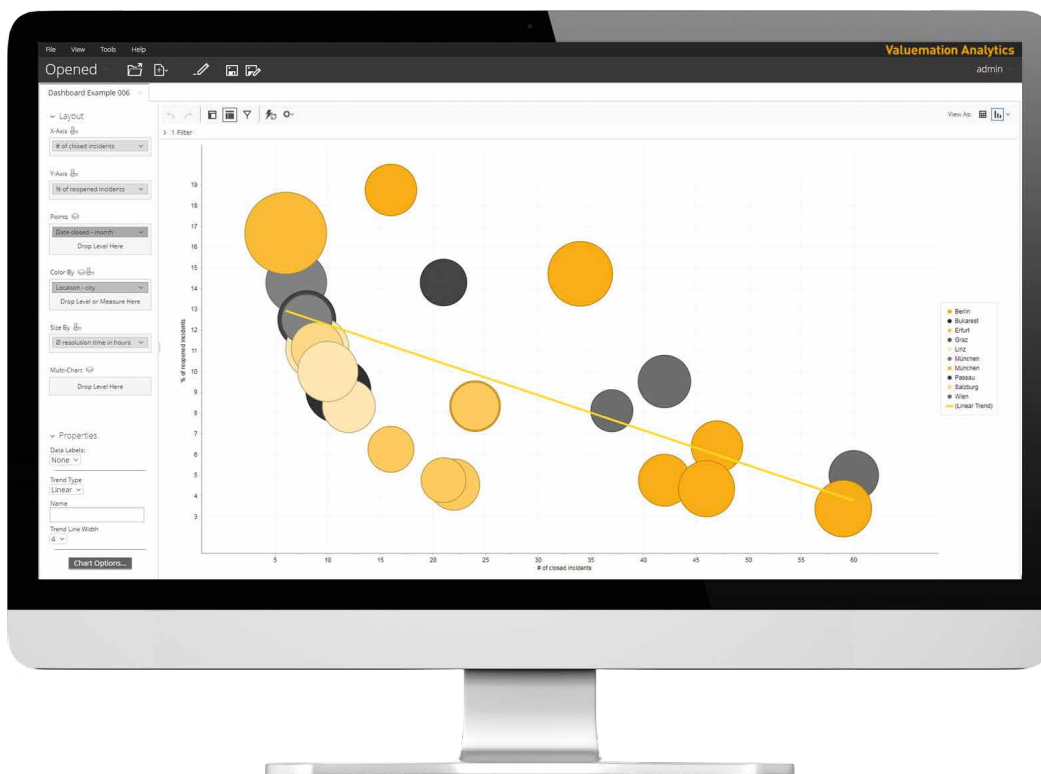 File View Tools Help
Valuemation Analytics
Opened
admin
Dashboard Example 006
Layout
X-Axis
# of closed incidents
Y-Axis
% of reopened incidents
Points
Date closed - month
Drop Level Here
Color By
Location - city
Drop Level or Measure Here
Size By
Ø resolution time in hours
Multi-Chart
Drop Level Here
Properties
Data Labels:
None
Trend Type
Linear
Name
Trend Line Width
4
Chart Options...
View As:
1 Filter
% of reopened incidents
19
18
17
16
15
14
13
12
11
10
9
8
7
6
5
4
3
5 10 15 20 25 30 35 40 45 50 55 60
# of closed incidents
Berlin
Bukarest
Erfurt
Graz
Linz
München
München
Passau
Salzburg
Wien
(Linear Trend)